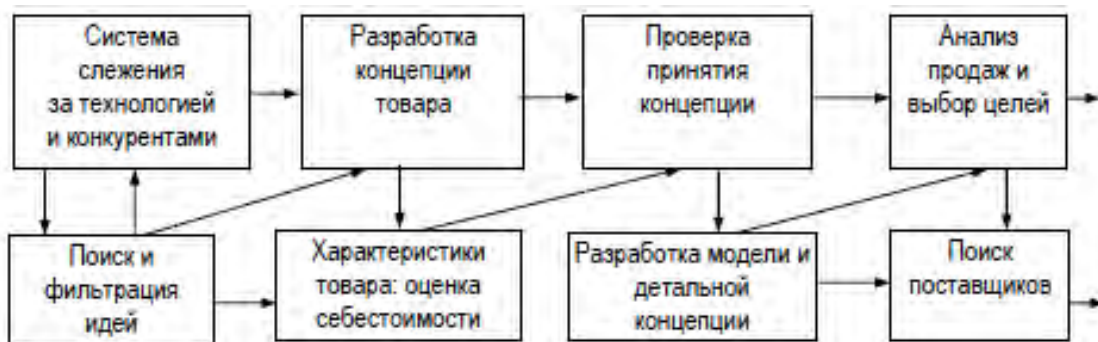 Система
слежения
за технологией
и конкурентами
Разработка
концепции
товара
Проверка
принятия
концепции
Анализ
продаж и
выбор целей
Поиск и
фильтрация
идей
Характеристики
товара: оценка
себестоимости
Разработка модели и
детальной
концепции
Поиск
поставщиков